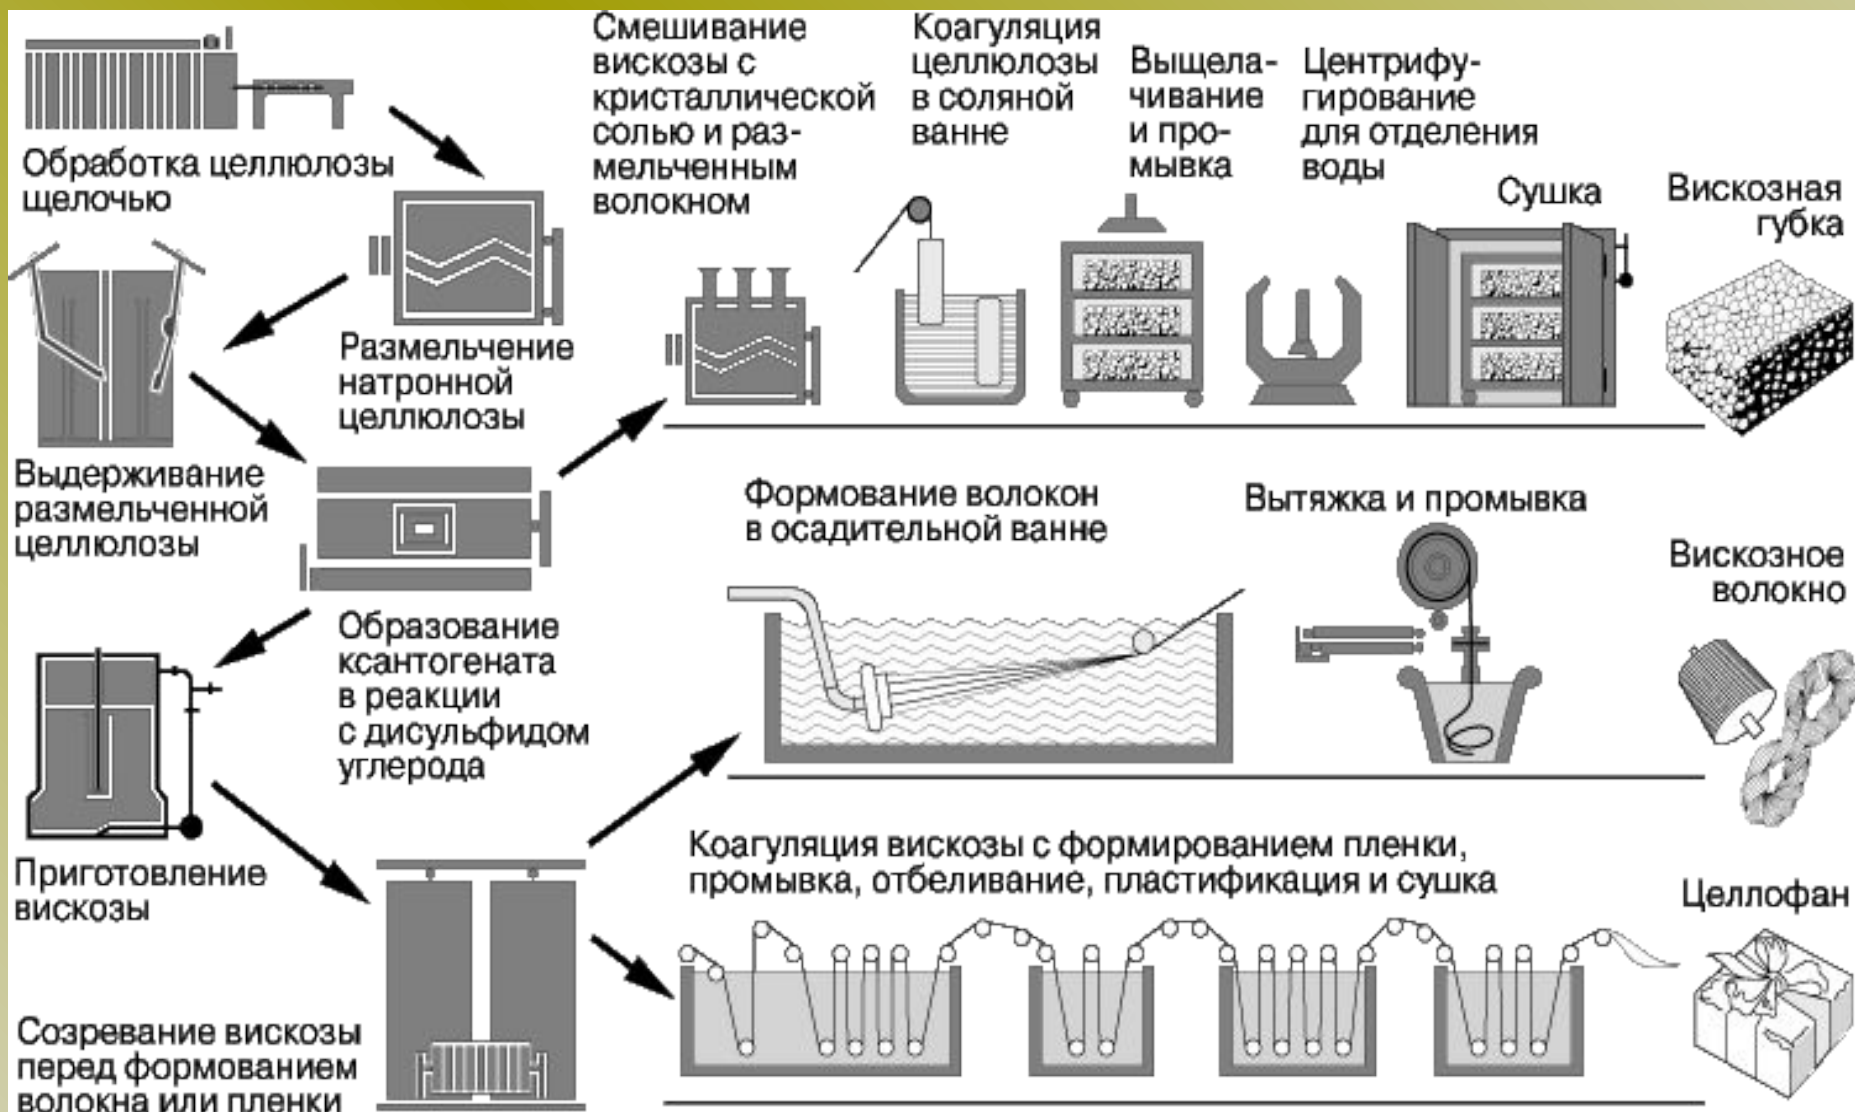 Обработка целлюлозы
щелочью
Размельчение
натронной
целлюлозы
Выдерживание
размельченной
целлюлозы
Образование
ксантогената
в реакции
с дисульфидом
углерода
Приготовление
вискозы
Созревание вискозы
перед формованием
волокна или пленки
Смешивание
вискозы с
кристаллической
солью и раз-
мельченным
волокном
Коагуляция
целлюлозы
в соляной
ванне
Выщела-
чивание
и про-
мывка
Центрифу-
гирование
для отделения
воды
Сушка
Вискозная
губка
Формование волокон
в осадительной ванне
Вытяжка и промывка
Вискозное
волокно
Коагуляция вискозы с формированием пленки,
промывка, отбеливание, пластификация и сушка
Целлофан